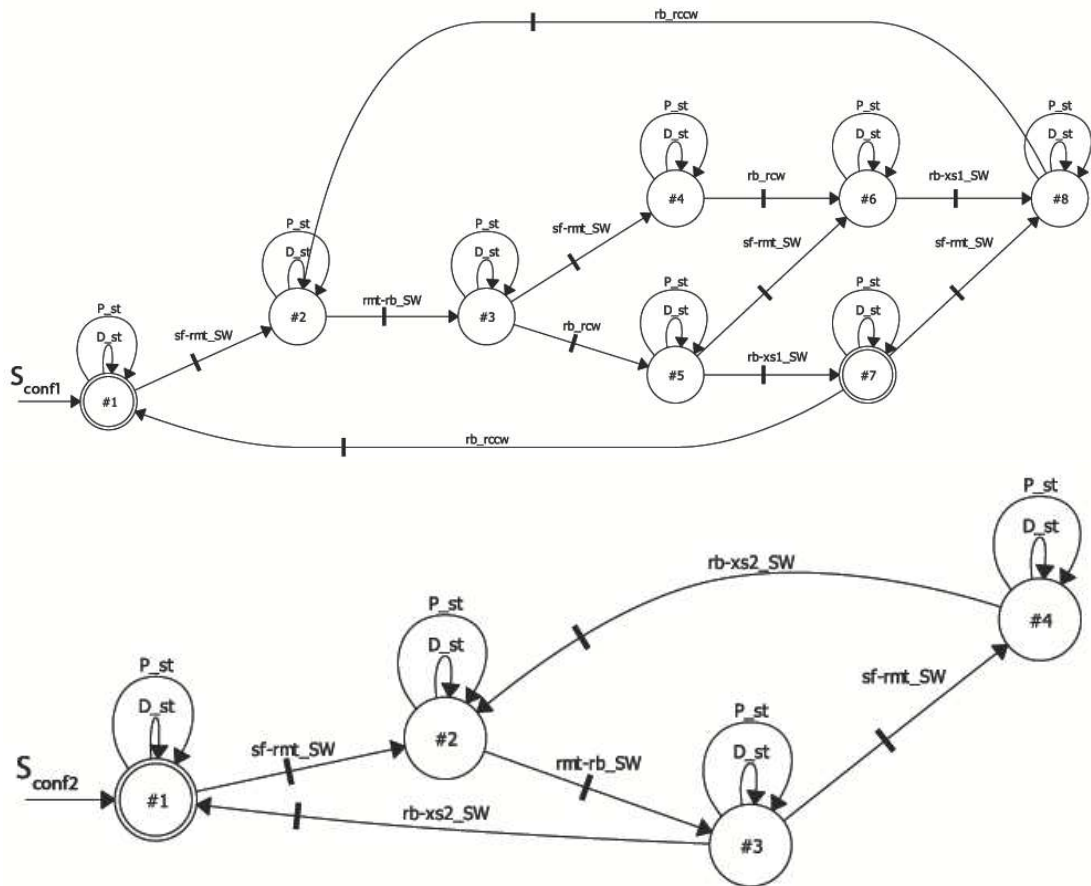 rb_rccw
P_st
P_st
P_st
D_st
D_st
D_st
rb_rcw
rb-xs1_SW
#4
#6
#8
sf-rmt_SW
sf-rmt_SW
sf-rmt_SW
P_st
P_st
D_st
D_st
rmt-rb_SW
P_st
P_st
#2
#3
D_st
D_st
P_st
sf-rmt_SW
rb_rcw
D_st
rb-xs1_SW
#5
#7
Sconf1
#1
rb_rccw
P_st
D_st
rb-xs2_SW
P_st
#4
D_st
P_st
sf-rmt_SW
D_st
#2
P_st
sf-rmt_SW
rmt-rb_SW
D_st
Sconf2
#1
rb-xs2_SW
#3